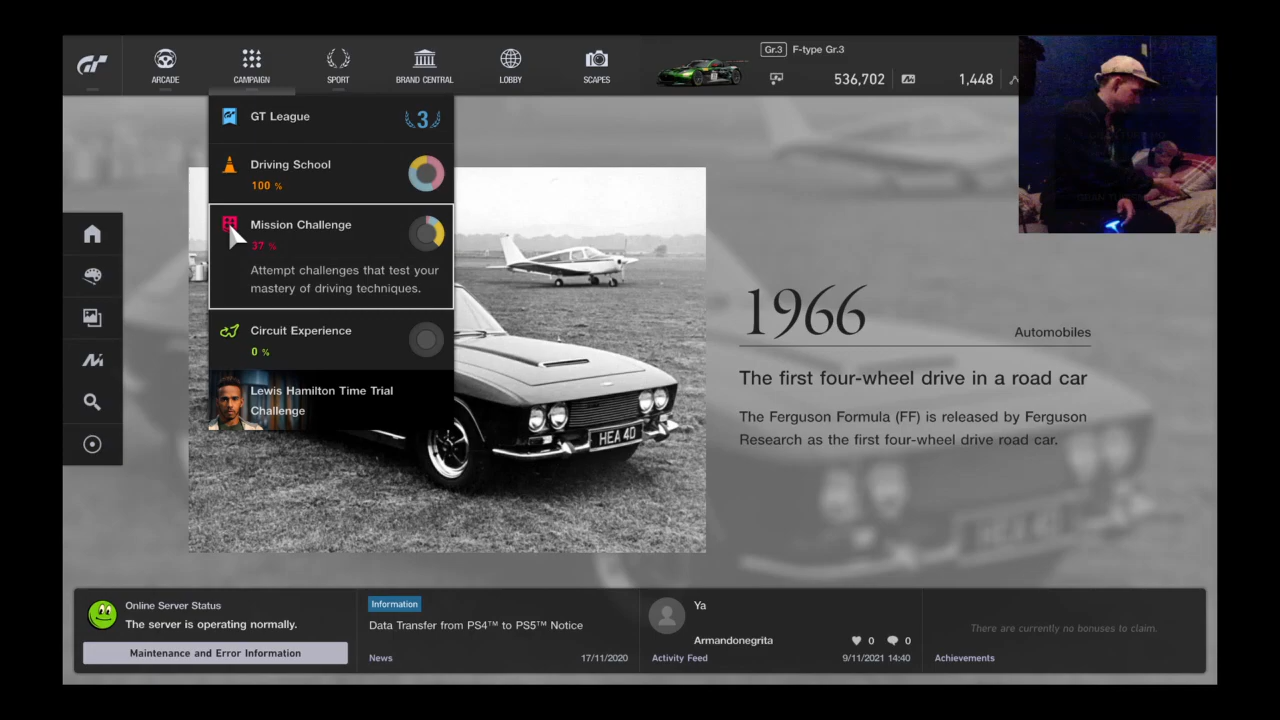 ARCADE
CAMPAIGN
SPORT
BRAND CENTRAL
LOBBY
SCAPES
Gr.3 F-type Gr.3
536,702
1,448
GT League
3
Driving School
100 %
Mission Challenge
37 %
Attempt challenges that test your
mastery of driving techniques.
Circuit Experience
0 %
Lewis Hamilton Time Trial
Challenge
HEA 4D
1966
Automobiles
The first four-wheel drive in a road car
The Ferguson Formula (FF) is released by Ferguson
Research as the first four-wheel drive road car.
Online Server Status
The server is operating normally.
Maintenance and Error Information
Information
Data Transfer from PS4™ to PS5™ Notice
News
17/11/2020
Ya
Armandonegrita
0
0
Activity Feed
9/11/2021 14:40
There are currently no bonuses to claim.
Achievements